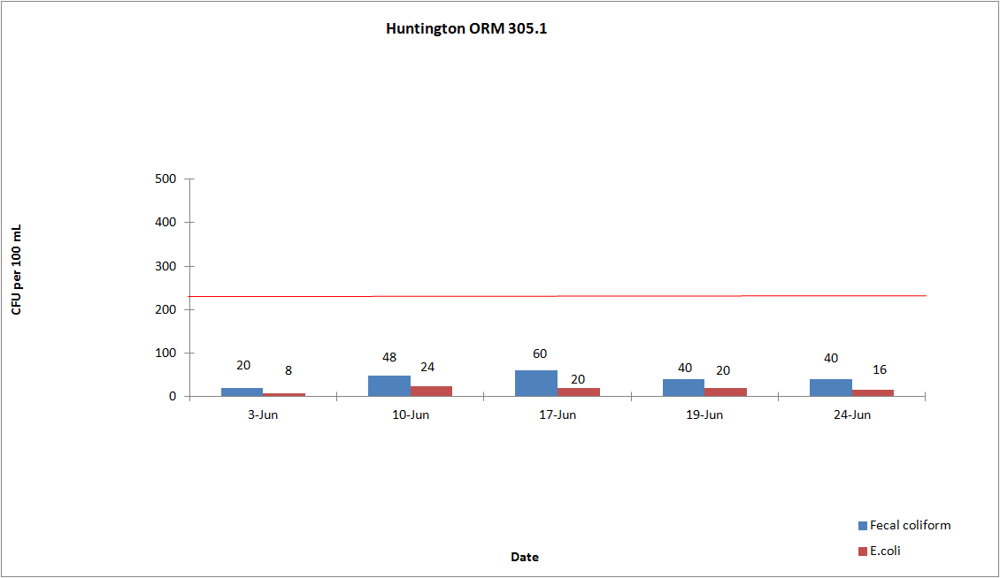 Huntington ORM 305.1
CFU per 100 mL
500
400
300
200
100
0
20
8
48
24
60
20
40
20
40
16
3-Jun
10-Jun
17-Jun
19-Jun
24-Jun
Fecal coliform
E.coli
Date